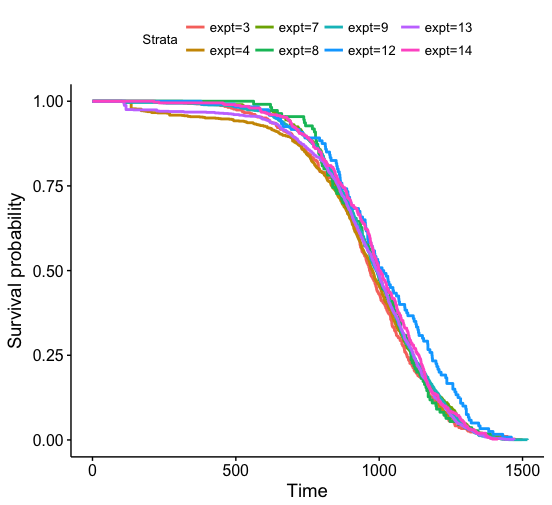 Strata
expt=3 expt=7 expt=9 expt=13
expt=4 expt=8 expt=12 expt=14
Survival probability
1.00
0.75
0.50
0.25
0.00
0 500 1000 1500
Time